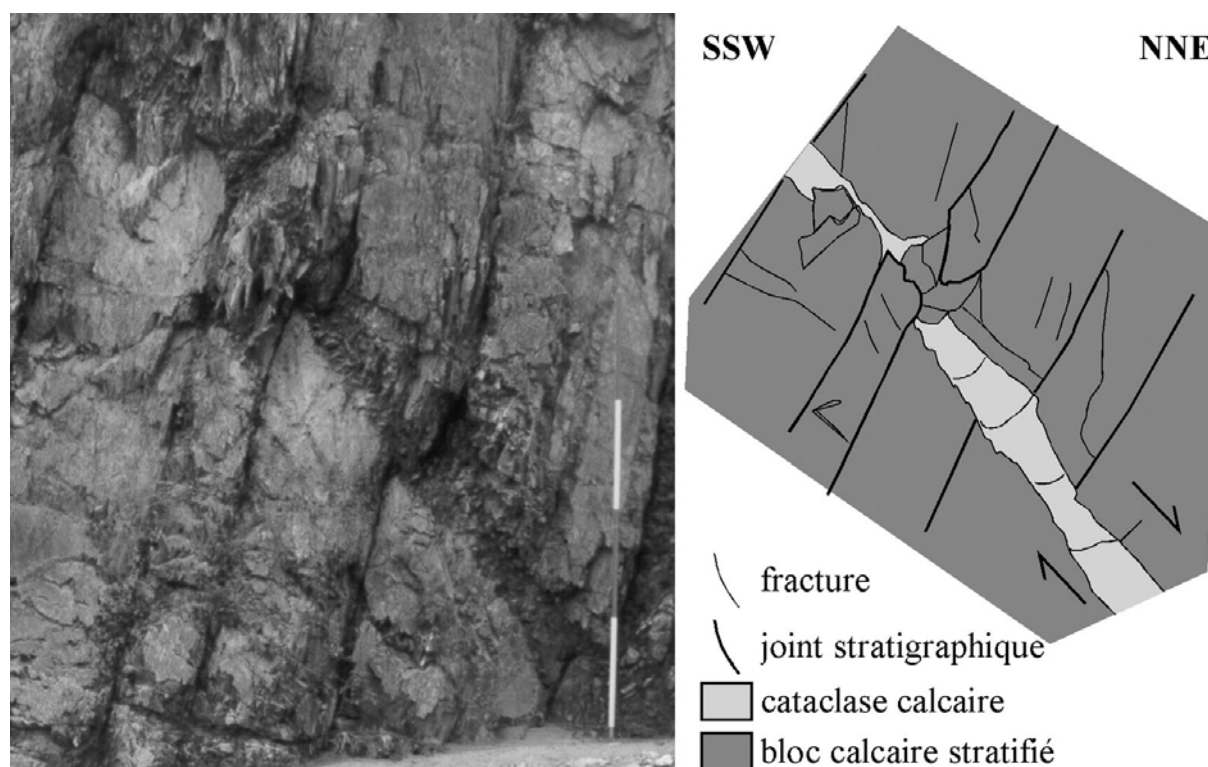 SSW NNE
fracture
joint stratigraphique
cataclase calcaire
bloc calcaire stratifié